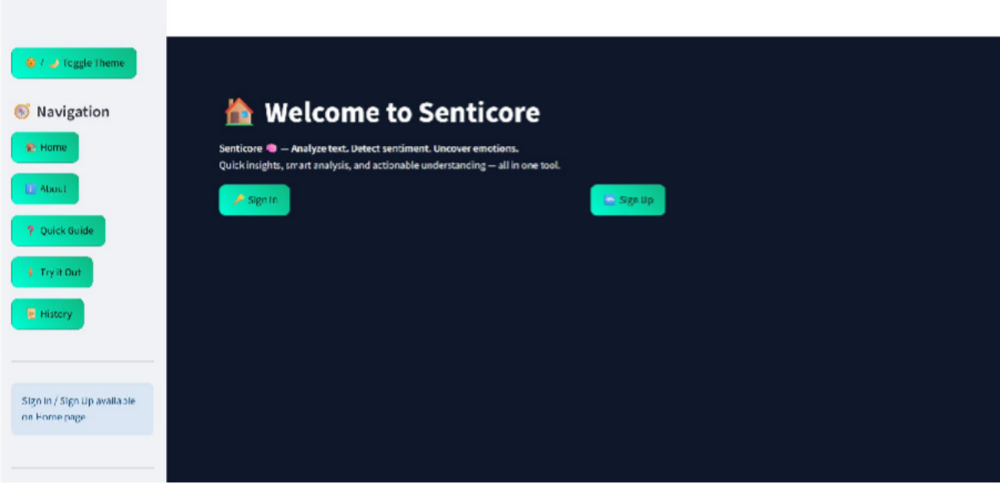 Toggle Theme
Navigation
Home
About
Quick Guide
Try it Out
History
Sign In / Sign Up available
on Home page
Welcome to Senticore
Senticore — Analyze text. Detect sentiment. Uncover emotions.
Quick insights, smart analysis, and actionable understanding — all in one tool.
Sign In
Sign Up